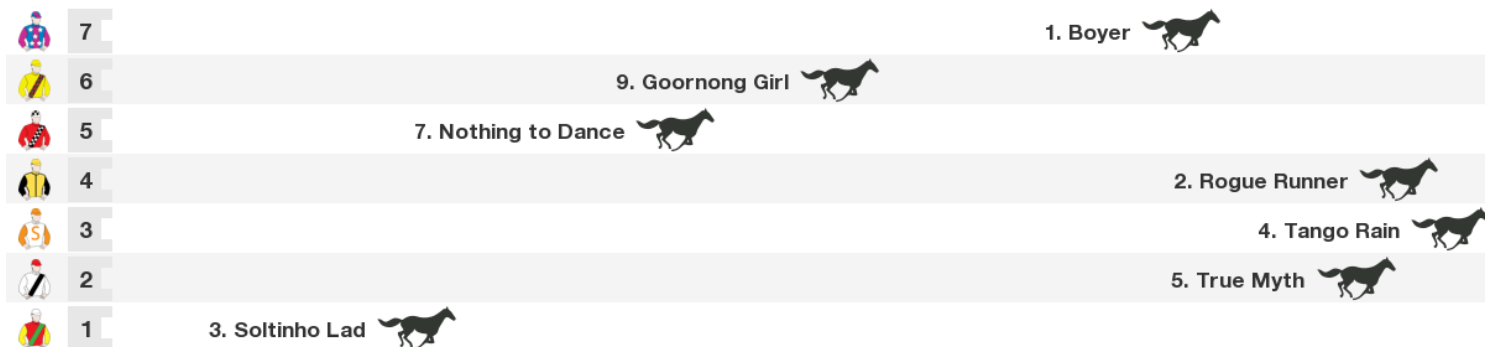 7 1. Boyer
6 9. Goornong Girl
5 7. Nothing to Dance
4 2. Rogue Runner
S 3 4. Tango Rain
2 5. True Myth
1 3. Soltinho Lad